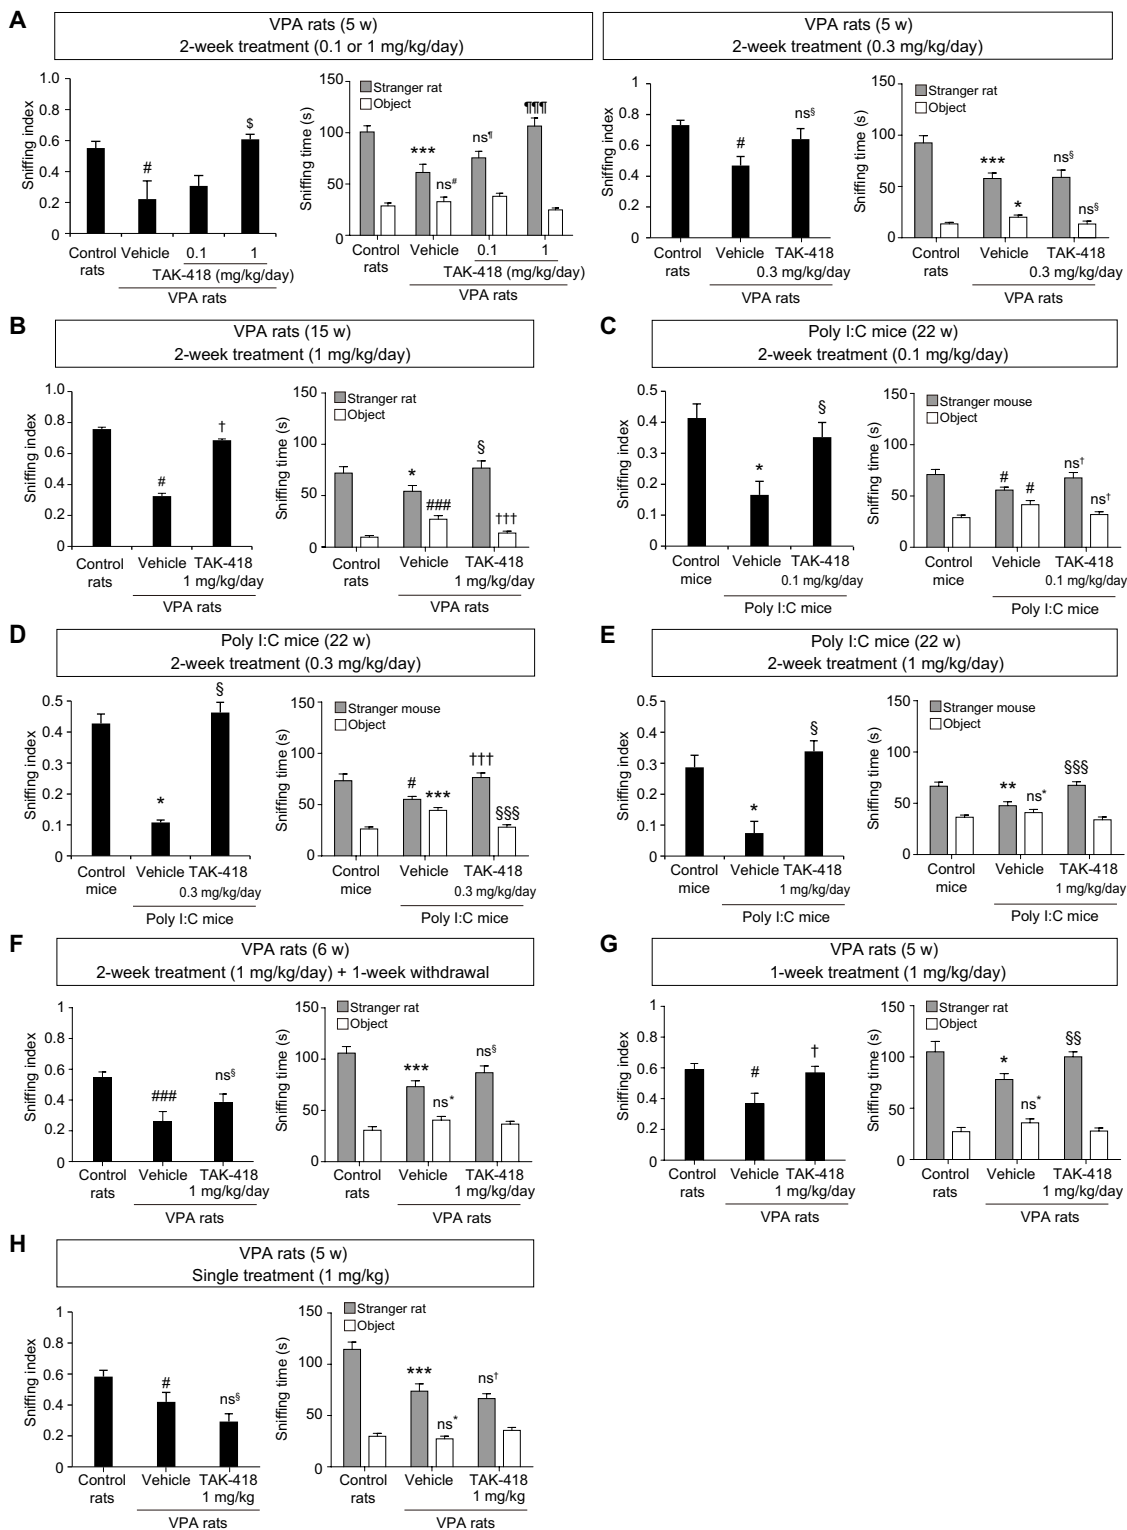 A
VPA rats (5 w)
2-week treatment (0.1 or 1 mg/kg/day)
Sniffing index
1.0
0.8
0.6
0.4
0.2
0
#
$
Control rats
Vehicle
0.1
1
TAK-418 (mg/kg/day)
VPA rats
Sniffing time (s)
150
100
50
0
Stranger rat
Object
***
ns#
ns¶
¶¶¶
Control rats
Vehicle
0.1
1
TAK-418 (mg/kg/day)
VPA rats
VPA rats (5 w)
2-week treatment (0.3 mg/kg/day)
Sniffing index
1
0.8
0.6
0.4
0.2
0
#
ns§
Control rats
Vehicle
TAK-418
0.3 mg/kg/day
VPA rats
Sniffing time (s)
150
100
50
0
Stranger rat
Object
***
*
ns§
ns§
Control rats
Vehicle
TAK-418
0.3 mg/kg/day
VPA rats
B
VPA rats (15 w)
2-week treatment (1 mg/kg/day)
Sniffing index
1.0
0.8
0.6
0.4
0.2
0
#
†
Control rats
Vehicle
TAK-418
1 mg/kg/day
VPA rats
Sniffing time (s)
150
100
50
0
Stranger rat
Object
*
###
§
†††
Control rats
Vehicle
TAK-418
1 mg/kg/day
VPA rats
C
Poly I:C mice (22 w)
2-week treatment (0.1 mg/kg/day)
Sniffing index
0.5
0.4
0.3
0.2
0.1
0
*
§
Control mice
Vehicle
TAK-418
0.1 mg/kg/day
Poly I:C mice
Sniffing time (s)
150
100
50
0
Stranger mouse
Object
#
#
ns†
ns†
Control mice
Vehicle
TAK-418
0.1 mg/kg/day
Poly I:C mice
D
Poly I:C mice (22 w)
2-week treatment (0.3 mg/kg/day)
Sniffing index
0.5
0.4
0.3
0.2
0.1
0
*
§
Control mice
Vehicle
TAK-418
0.3 mg/kg/day
Poly I:C mice
Sniffing time (s)
150
100
50
0
Stranger mouse
Object
#
***
†††
§§§
Control mice
Vehicle
TAK-418
0.3 mg/kg/day
Poly I:C mice
E
Poly I:C mice (22 w)
2-week treatment (1 mg/kg/day)
Sniffing index
0.5
0.4
0.3
0.2
0.1
0
*
§
Control mice
Vehicle
TAK-418
1 mg/kg/day
Poly I:C mice
Sniffing time (s)
150
100
50
0
Stranger mouse
Object
**
ns*
§§§
Control mice
Vehicle
TAK-418
1 mg/kg/day
Poly I:C mice
F
VPA rats (6 w)
2-week treatment (1 mg/kg/day) + 1-week withdrawal
Sniffing index
1
0.8
0.6
0.4
0.2
0
###
ns§
Control rats
Vehicle
TAK-418
1 mg/kg/day
VPA rats
Sniffing time (s)
150
100
50
0
Stranger rat
Object
***
ns*
ns§
Control rats
Vehicle
TAK-418
1 mg/kg/day
VPA rats
G
VPA rats (5 w)
1-week treatment (1 mg/kg/day)
Sniffing index
1
0.8
0.6
0.4
0.2
0
#
†
Control rats
Vehicle
TAK-418
1 mg/kg/day
VPA rats
Sniffing time (s)
150
100
50
0
Stranger rat
Object
*
ns*
§§
Control rats
Vehicle
TAK-418
1 mg/kg/day
VPA rats
H
VPA rats (5 w)
Single treatment (1 mg/kg)
Sniffing index
1
0.8
0.6
0.4
0.2
0
#
ns§
Control rats
Vehicle
TAK-418
1 mg/kg
VPA rats
Sniffing time (s)
150
100
50
0
Stranger rat
Object
***
ns*
ns†
Control rats
Vehicle
TAK-418
1 mg/kg
VPA rats